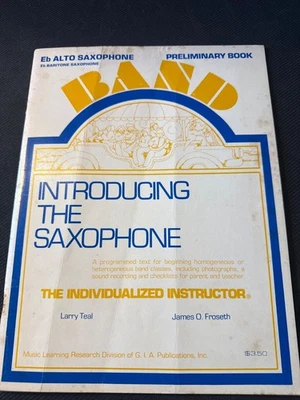 Eb ALTO SAXOPHONE PRELIMINARY BOOK
Eb BARITONE SAXOPHONE
BAND
INTRODUCING
THE
SAXOPHONE
A programmed text for beginning homogeneous or
heterogeneous band classes, including photographs, a
sound recording and checklists for parent and teacher
THE INDIVIDUALIZED INSTRUCTOR®
Larry Teal James O. Froseth
Music Learning Research Division of G. I. A. Publications, Inc.
$3.50